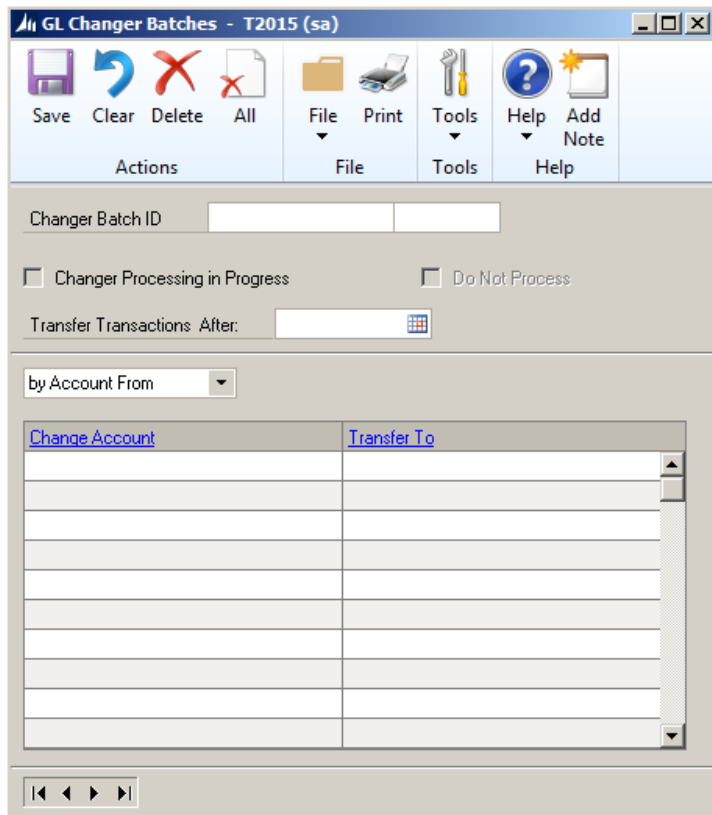 GL Changer Batches - T2015 (sa)
Save Clear Delete All File Print Tools Help Add Note
Actions File Tools Help
Changer Batch ID
Changer Processing in Progress Do Not Process
Transfer Transactions After:
by Account From
Change Account Transfer To